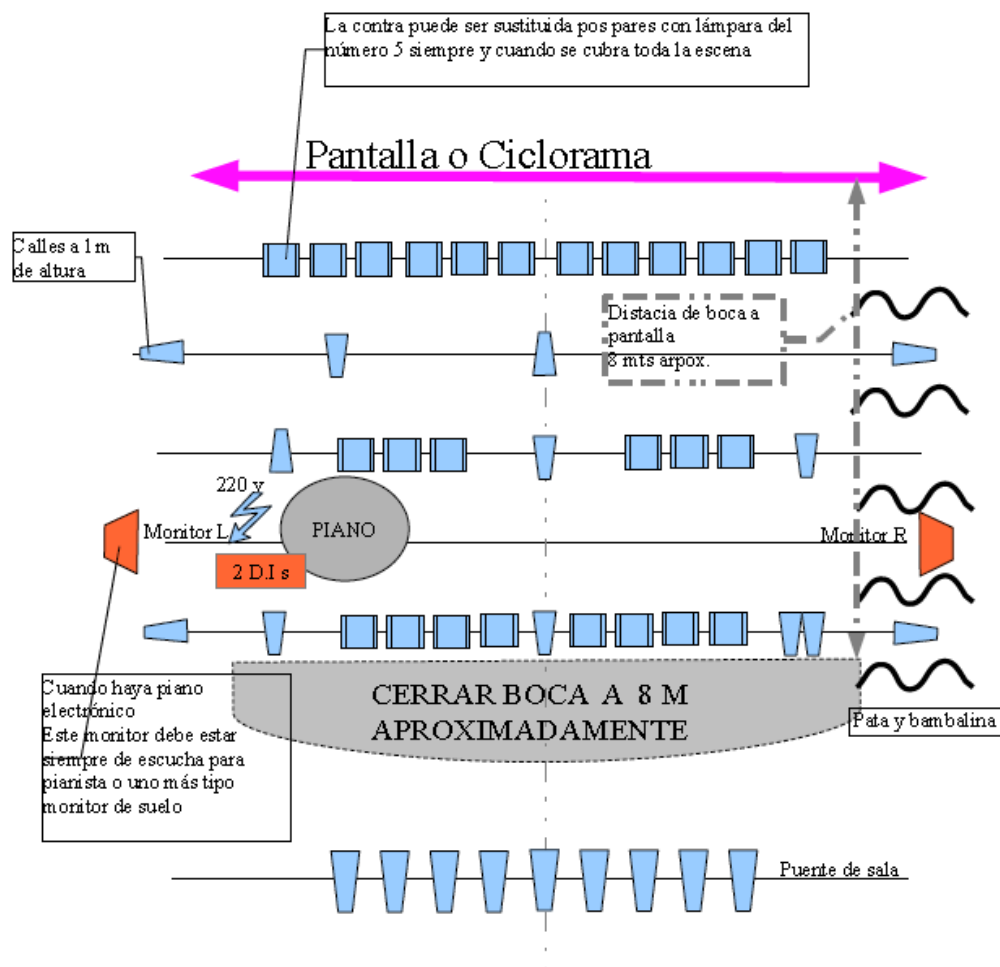 La contra puede ser sustituida pos pares con lámpara del
número 5 siempre y cuando se cubra toda la escena
Pantalla o Ciclorama
Calles a 1m
de altura
Distacia de boca a
pantalla
8 mts arpox.
220 v
Monitor L
PIANO
Monitor R
2 D.I s
Cuando haya piano
electrónico
Este monitor debe estar
siempre de escucha para
pianista o uno más tipo
monitor de suelo
CERRAR BOCA A 8 M
APROXIMADAMENTE
Pata y bambalina
Puente de sala